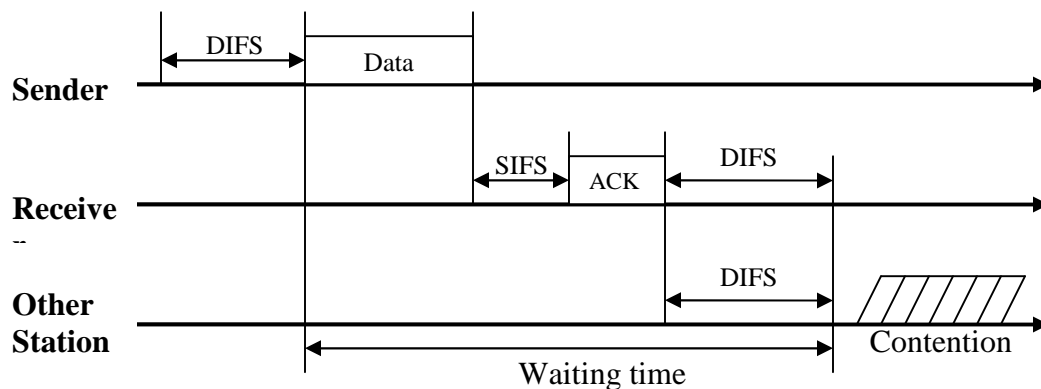 DIFS
Data
Sender
SIFS
ACK
DIFS
Receive
DIFS
Other
Station
Contention
Waiting time